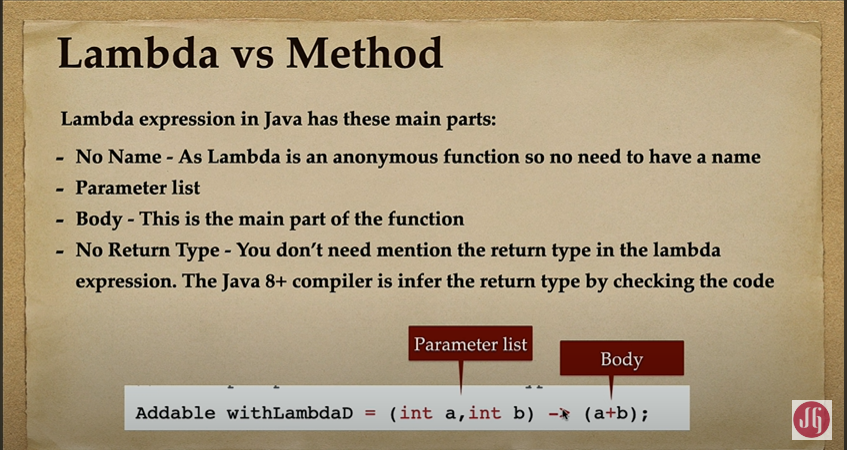 Lambda vs Method
Lambda expression in Java has these main parts:
- No Name - As Lambda is an anonymous function so no need to have a name
- Parameter list
- Body - This is the main part of the function
- No Return Type - You don’t need mention the return type in the lambda
expression. The Java 8+ compiler is infer the return type by checking the code
Parameter list
Body
Addable withLambdaD = (int a,int b) -> (a+b);
JG